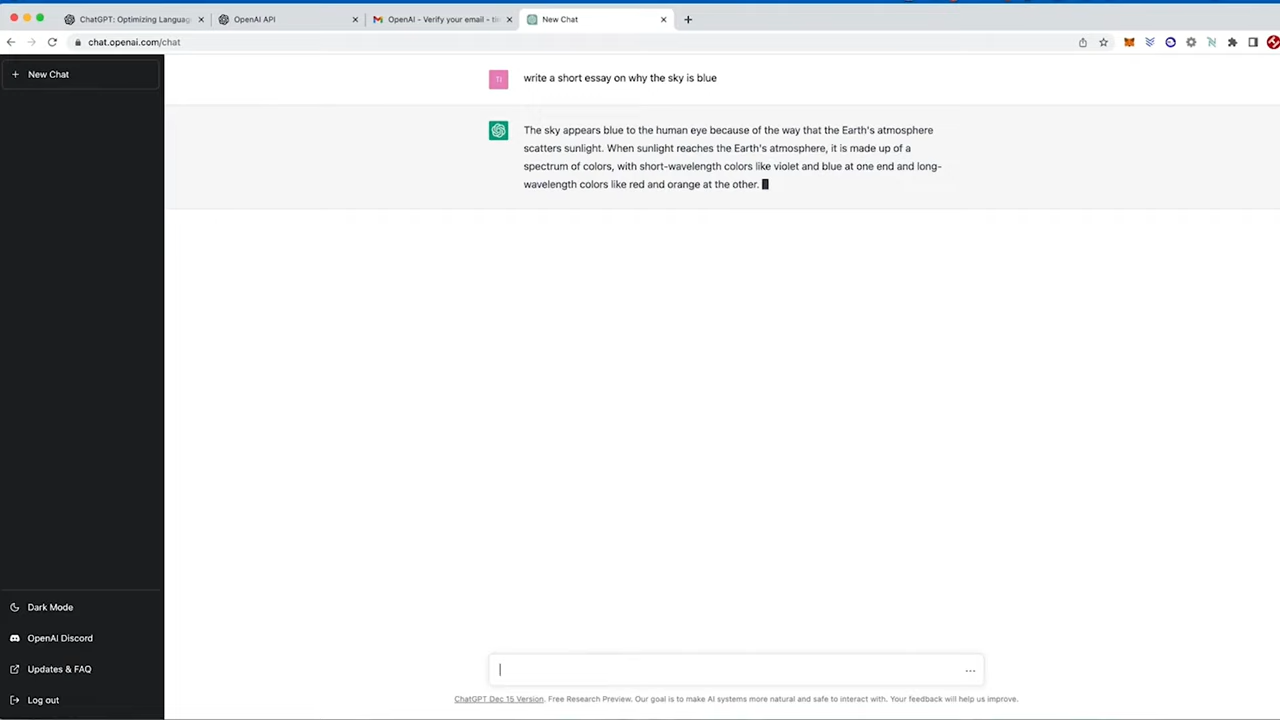 ChatGPT: Optimizing Languag
OpenAI API
OpenAI - Verify your email - ti
New Chat
chat.openai.com/chat
New Chat
TI
write a short essay on why the sky is blue
The sky appears blue to the human eye because of the way that the Earth's atmosphere
scatters sunlight. When sunlight reaches the Earth's atmosphere, it is made up of a
spectrum of colors, with short-wavelength colors like violet and blue at one end and long-
wavelength colors like red and orange at the other.
Dark Mode
OpenAI Discord
Updates & FAQ
Log out
ChatGPT Dec 15 Version. Free Research Preview. Our goal is to make AI systems more natural and safe to interact with. Your feedback will help us improve.